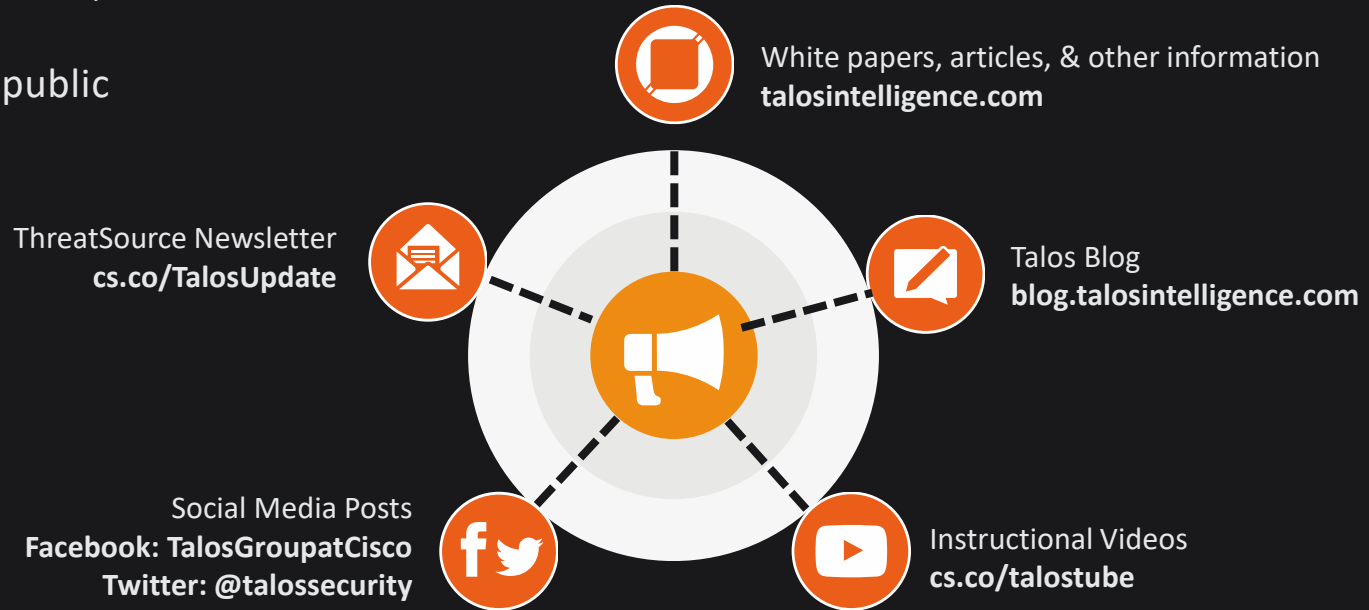 public
White papers, articles, & other information
talosintelligence.com
ThreatSource Newsletter
cs.co/TalosUpdate
Talos Blog
blog.talosintelligence.com
Social Media Posts
Facebook: TalosGroupatCisco
Twitter: @talossecurity
Instructional Videos
cs.co/talostube